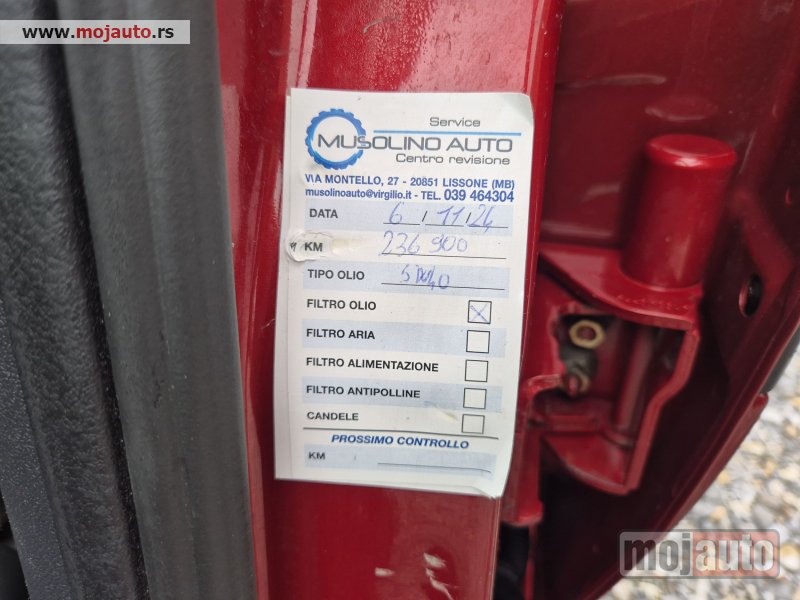 www.mojauto.rs
Service
MUSOLINO AUTO
Centro revisione
VIA MONTELLO, 27 - 20851 LISSONE (MB)
musolinoauto@virgilio.it - TEL. 039 464304
DATA 6/11/24
KM 236900
TIPO OLIO 5W40
FILTRO OLIO
FILTRO ARIA
FILTRO ALIMENTAZIONE
FILTRO ANTIPOLLINE
CANDELE
PROSSIMO CONTROLLO
KM
mojauto